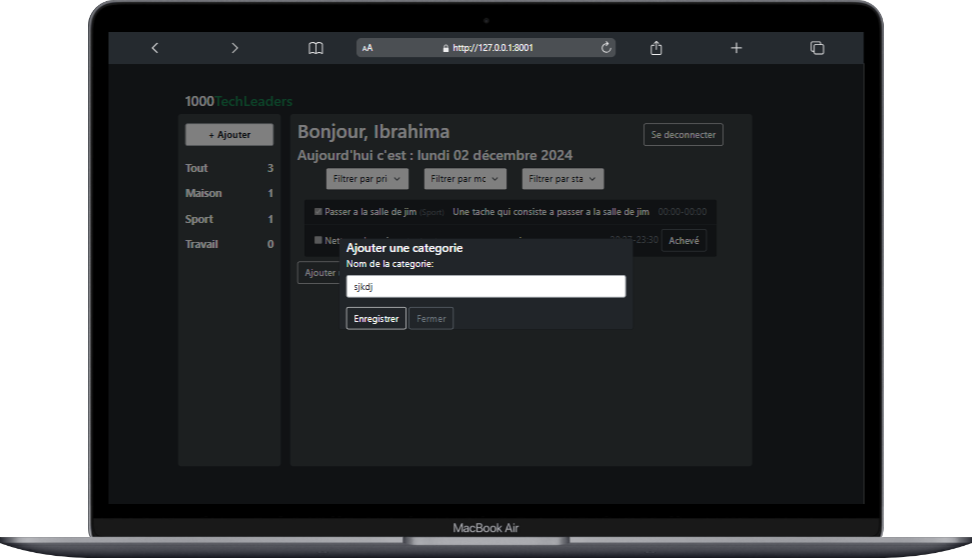 AA http://127.0.0.1:8001
1000TechLeaders
+ Ajouter
Tout 3
Maison 1
Sport 1
Travail 0
Bonjour, Ibrahima
Se deconnecter
Aujourd'hui c'est : lundi 02 décembre 2024
Filtrer par pri
Filtrer par mc
Filtrer par sta
Passer a la salle de jim (Sport) Une tache qui consiste a passer a la salle de jim 00:00-00:00
Net -23:30 Achevé
Ajouter
Ajouter une categorie
Nom de la categorie:
sjkdj
Enregistrer Fermer
MacBook Air